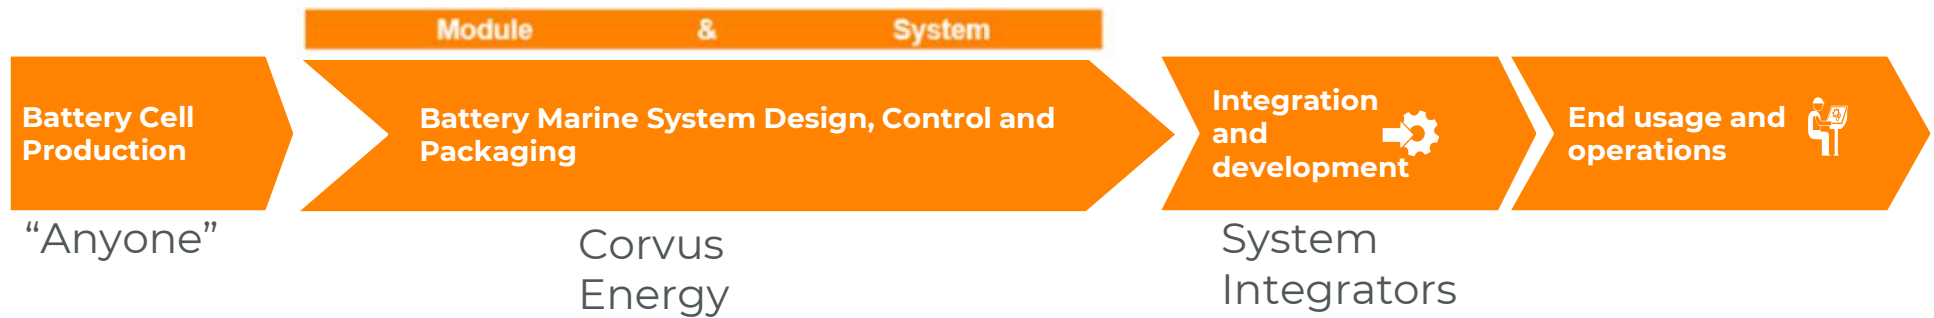 Module & System
Battery Cell
Production
Battery Marine System Design, Control and
Packaging
Integration
and
development
End usage and
operations
“Anyone”
Corvus
Energy
System
Integrators